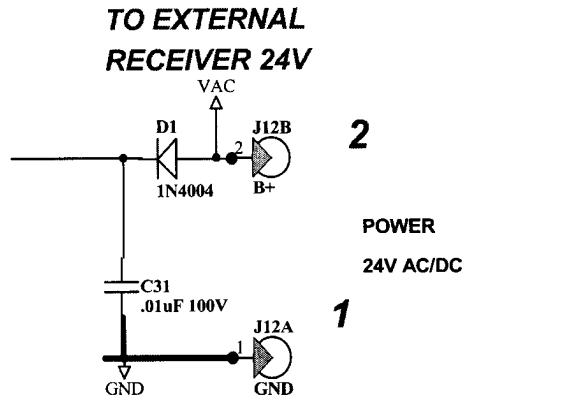 TO EXTERNAL
RECEIVER 24V
VAC
D1
J12B
2
2
1N4004
B+
POWER
24V AC/DC
C31
.01uF 100V
1
J12A
1
GND
GND